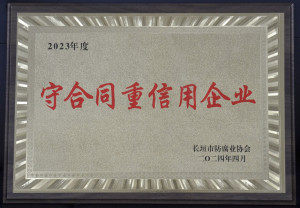 2023年度
守合同重信用企业
长垣市防腐业协会
二〇二四年四月